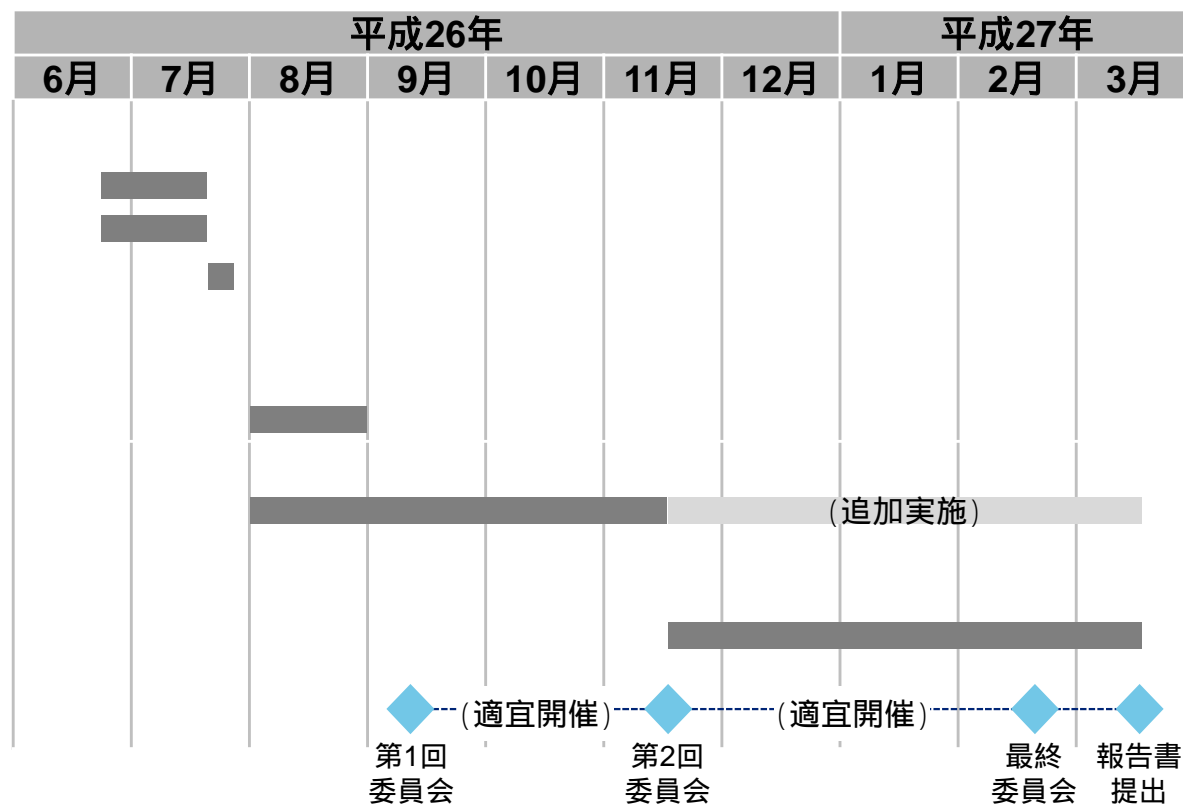 平成26年 平成27年
6月 7月 8月 9月 10月 11月 12月 1月 2月 3月
(追加実施)
(適宜開催) (適宜開催)
第1回 第2回 最終 報告書
委員会 委員会 委員会 提出